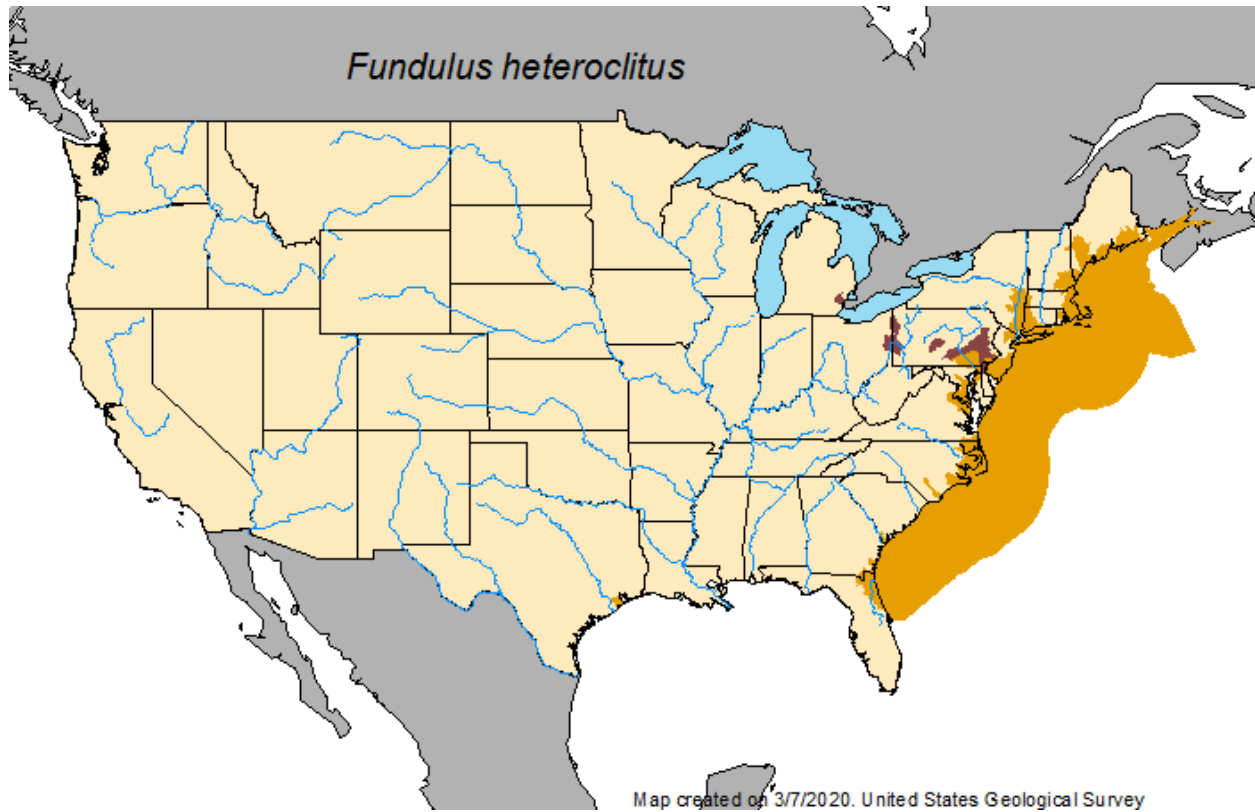 Fundulus heteroclitus
Map created on 3/7/2020. United States Geological Survey